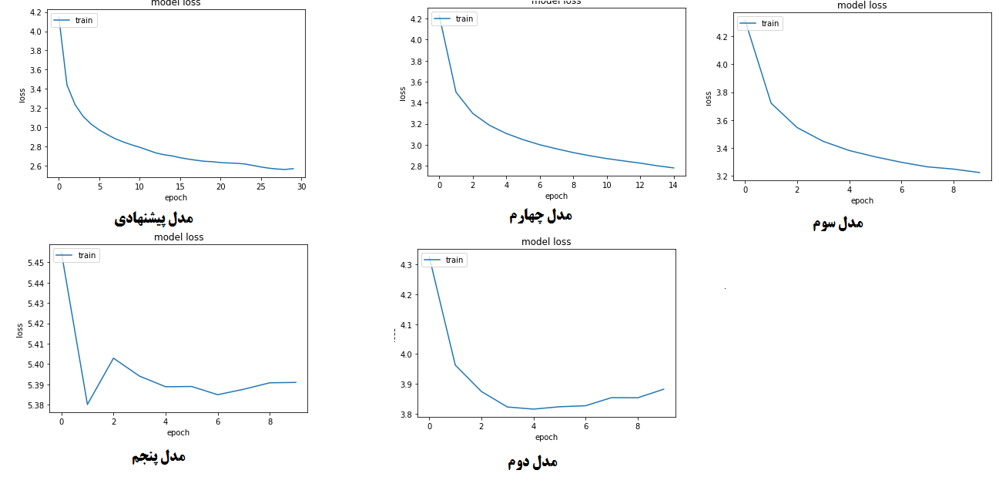 model loss
train
4.2
4.0
3.8
3.6
3.4
3.2
3.0
2.8
2.6
loss
0 5 10 15 20 25 30
epoch
مدل پیشنهادی
model loss
train
4.2
4.0
3.8
3.6
3.4
3.2
3.0
2.8
loss
0 2 4 6 8 10 12 14
epoch
مدل چهارم
model loss
train
4.2
4.0
3.8
3.6
3.4
3.2
loss
0 2 4 6 8
epoch
مدل سوم
model loss
train
5.45
5.44
5.43
5.42
5.41
5.40
5.39
5.38
loss
0 2 4 6 8
epoch
مدل پنجم
model loss
train
4.3
4.2
4.1
4.0
3.9
3.8
0 2 4 6 8
epoch
مدل دوم